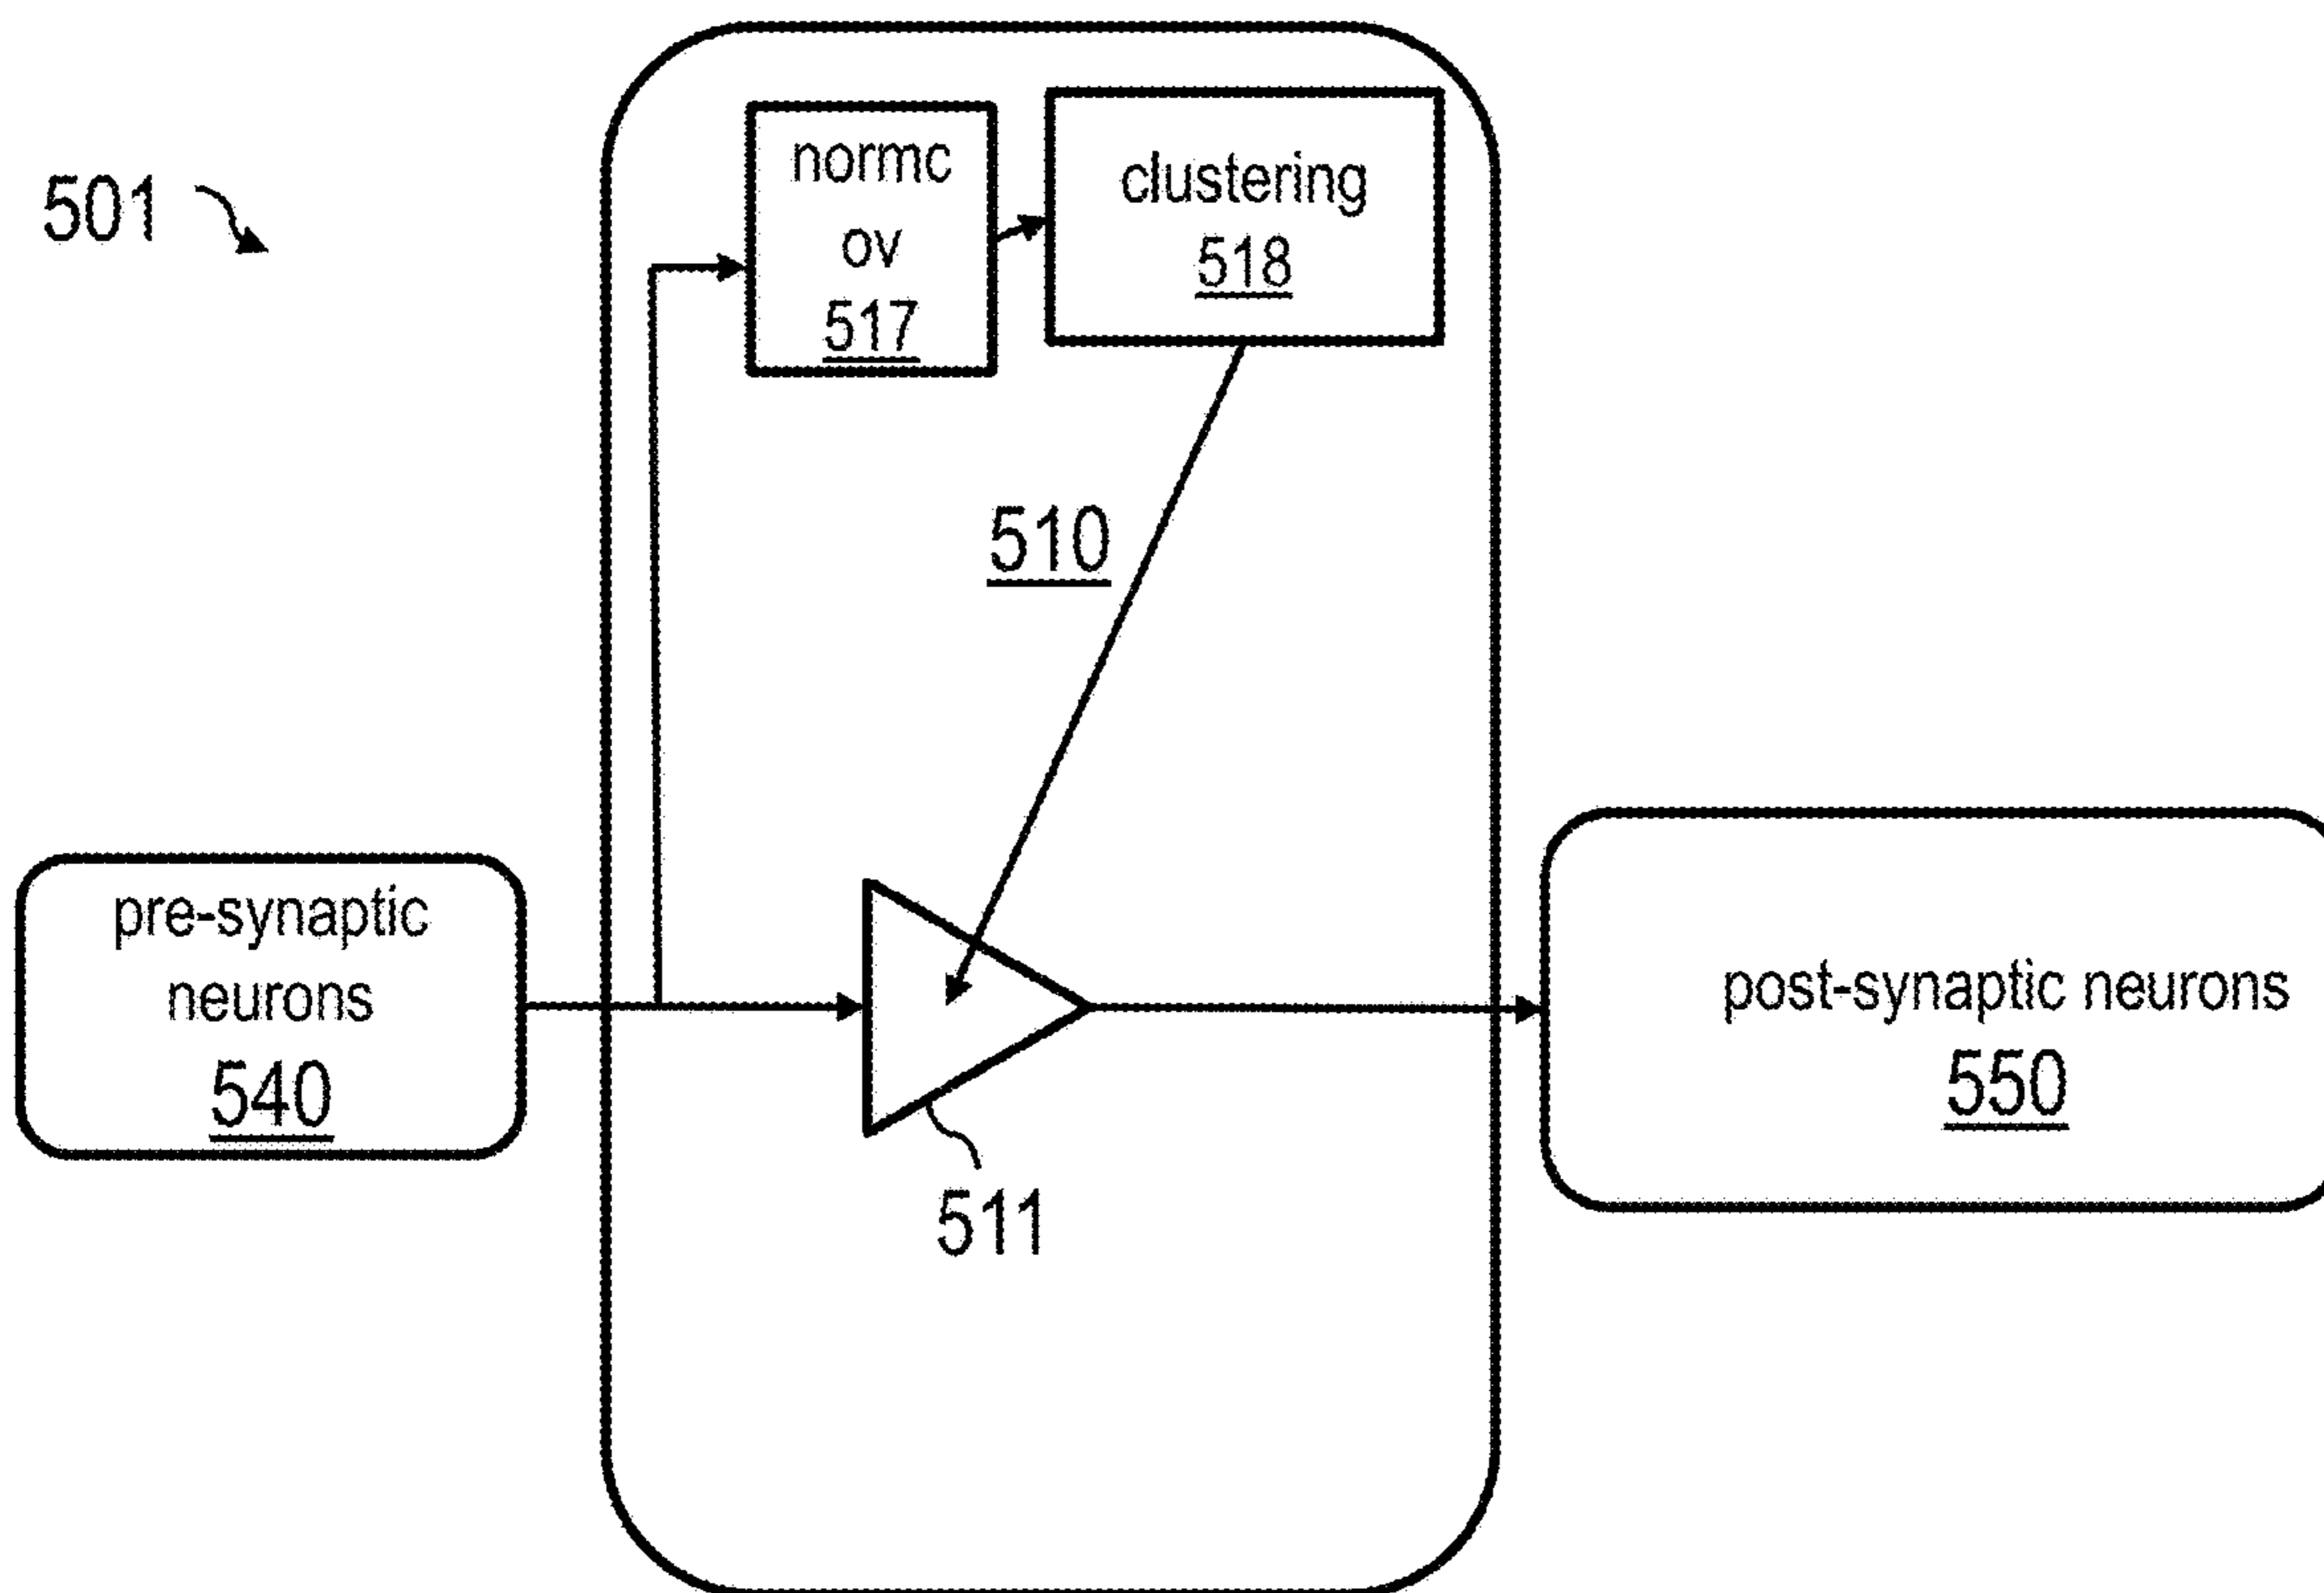 501
normc
ov
517
clustering
518
510
pre-synaptic
neurons
540
post-synaptic neurons
550
511